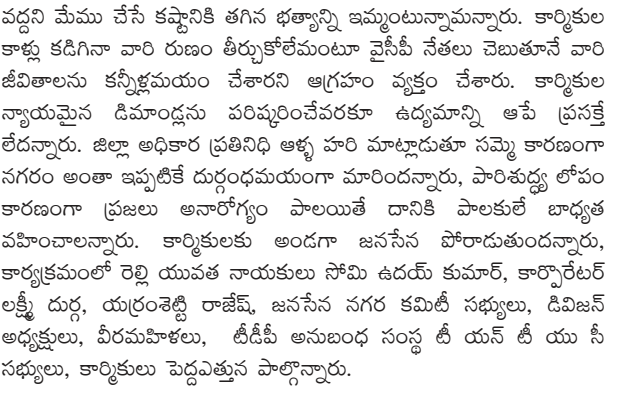 వద్దని మేము చేసే కష్టానికి తగిన భత్యాన్ని ఇమ్మంటున్నామన్నారు. కార్మికుల
కాళ్లు కడిగినా వారి రుణం తీర్చుకోలేమంటూ వైసీపీ నేతలు చెబుతూనే వారి
జీవితాలను కన్నీళ్లమయం చేశారని ఆగ్రహం వ్యక్తం చేశారు. కార్మికుల
న్యాయమైన డిమాండ్లను పరిష్కరించేవరకూ ఉద్యమాన్ని ఆపే ప్రసక్తే
లేదన్నారు. జిల్లా అధికార ప్రతినిధి ఆళ్ళ హరి మాట్లాడుతూ సమ్మె కారణంగా
నగరం అంతా ఇప్పటికే దుర్గంధమయంగా మారిందన్నారు, పారిశుద్ధ్య లోపం
కారణంగా ప్రజలు అనారోగ్యం పాలయితే దానికి పాలకులే బాధ్యత
వహించాలన్నారు. కార్మికులకు అండగా జనసేన పోరాడుతుందన్నారు,
కార్యక్రమంలో రెల్లి యువత నాయకులు సోమి ఉదయ్ కుమార్, కార్పొరేటర్
లక్ష్మీ దుర్గ, యర్రంశెట్టి రాజేష్, జనసేన నగర కమిటీ సభ్యులు, డివిజన్
అధ్యక్షులు, వీరమహిళలు, టీడీపీ అనుబంధ సంస్థ టీ యన్ టీ యు సీ
సభ్యులు, కార్మికులు పెద్దఎత్తున పాల్గొన్నారు.